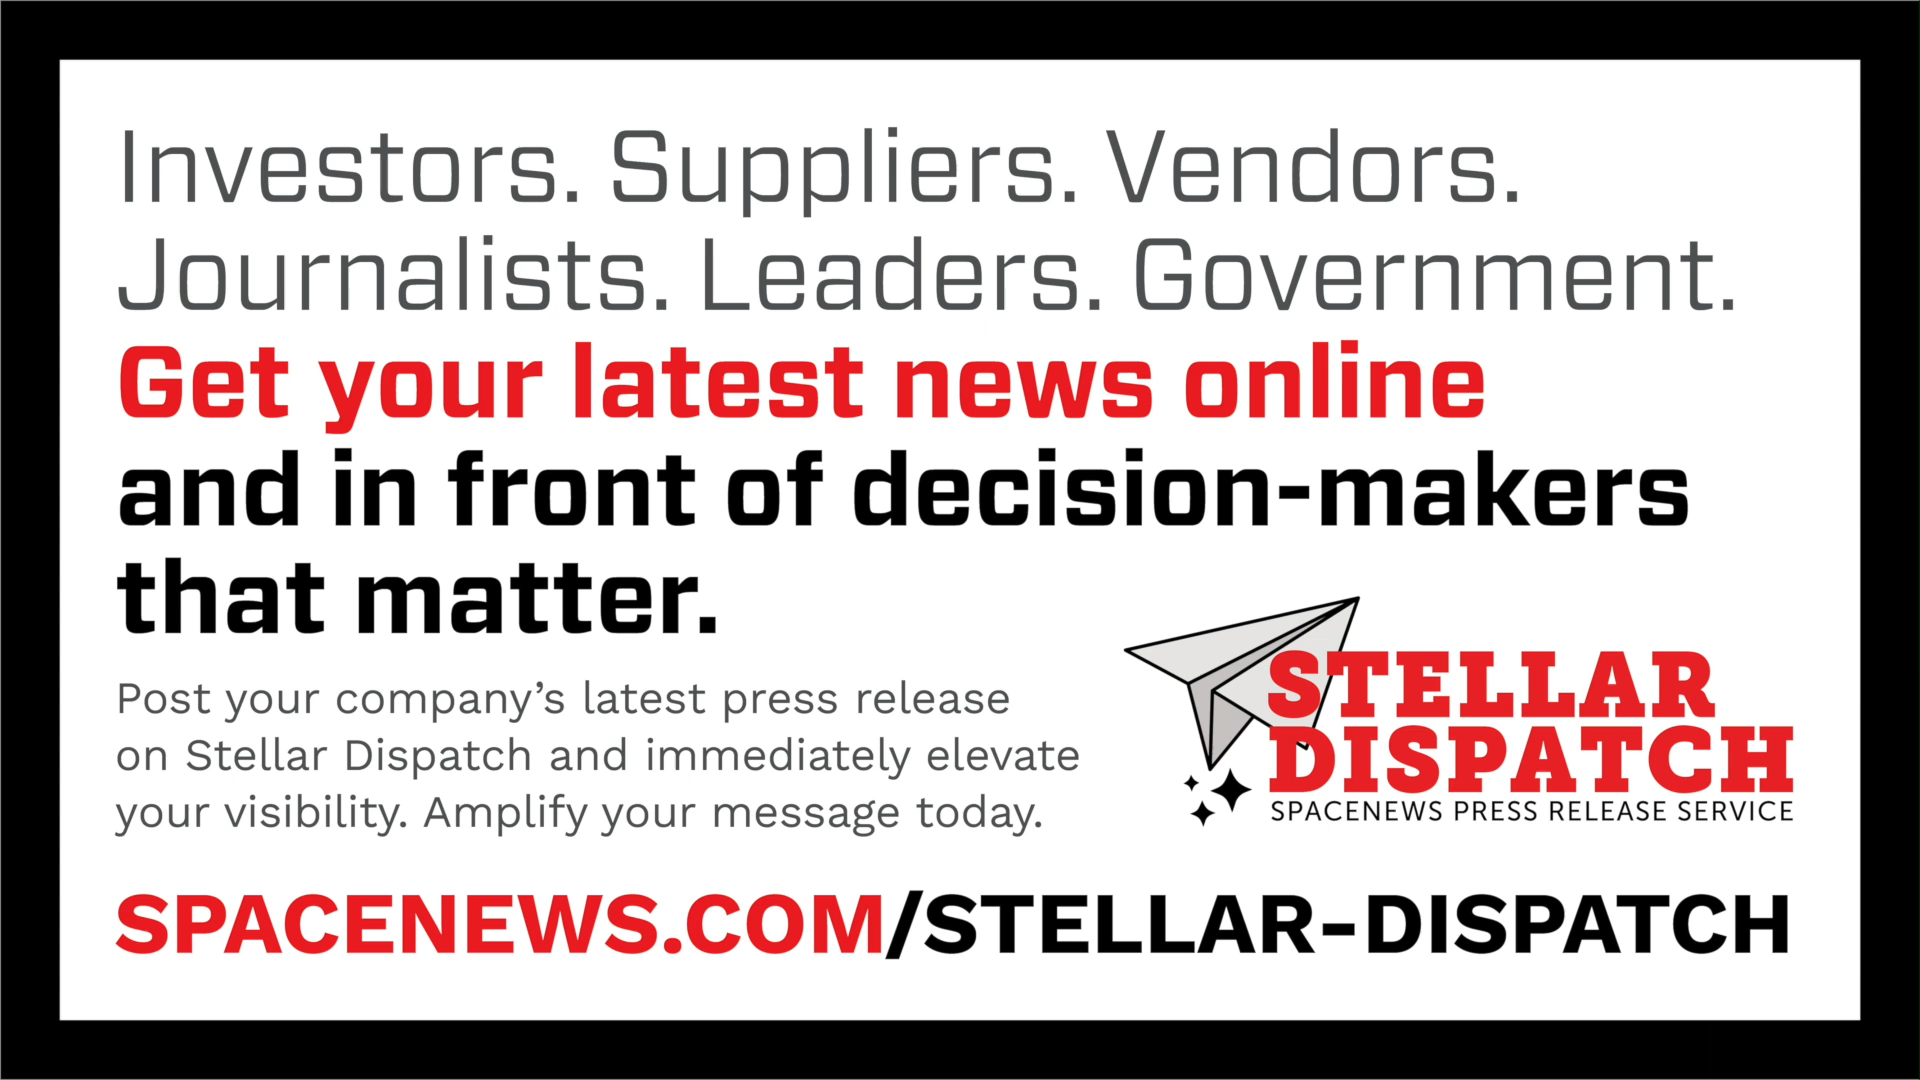 Investors. Suppliers. Vendors.
Journalists. Leaders. Government.
Get your latest news online
and in front of decision-makers
that matter.
Post your company’s latest press release
on Stellar Dispatch and immediately elevate
your visibility. Amplify your message today.
STELLAR
DISPATCH
SPACENEWS PRESS RELEASE SERVICE
SPACENEWS.COM/STELLAR-DISPATCH